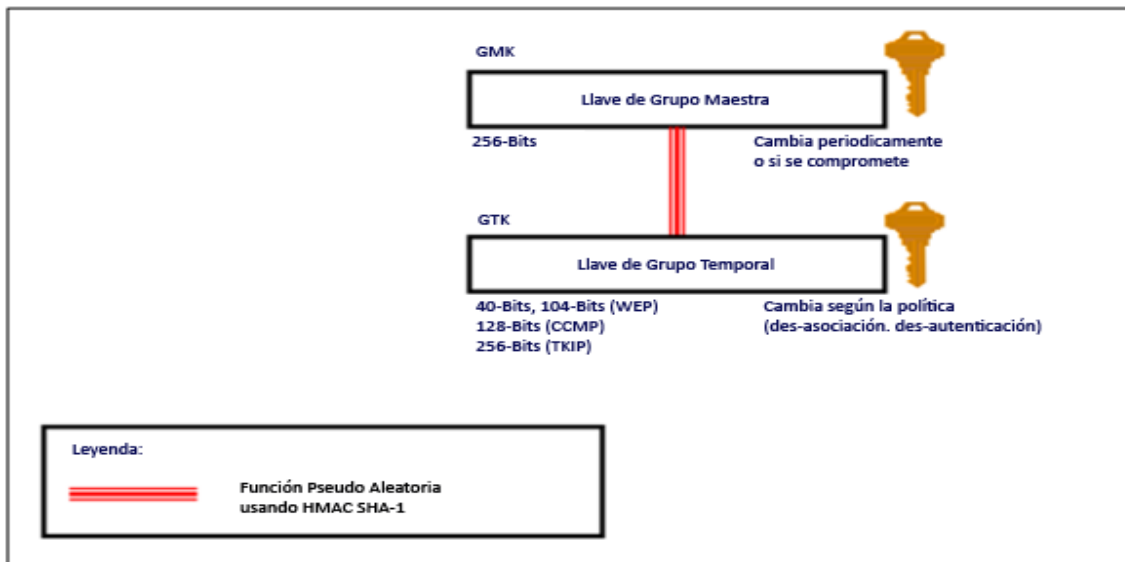 GMK
Llave de Grupo Maestra
256-Bits
Cambia periodicamente
o si se compromete
GTK
Llave de Grupo Temporal
40-Bits, 104-Bits (WEP)
128-Bits (CCMP)
256-Bits (TKIP)
Cambia según la política
(des-asociación. des-autenticación)
Leyenda:
Función Pseudo Aleatoria
usando HMAC SHA-1